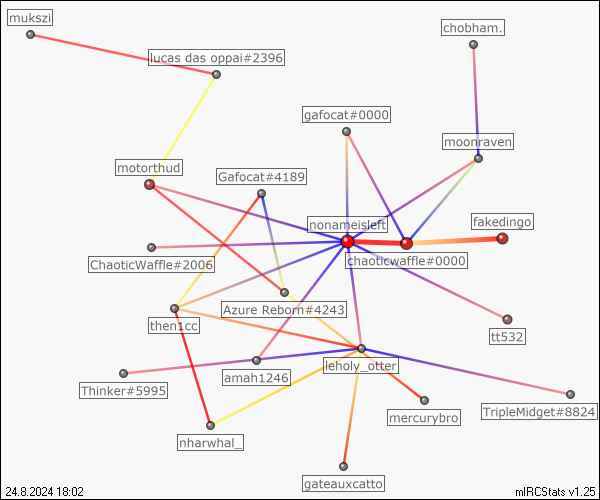 mukszi
chobham.
lucas das oppai#2396
gafocat#0000
moonraven
motorthud
Gafocat#4189
fakedingo
nonameisleft
chaoticwaffle#0000
ChaoticWaffle#2006
Azure Reborn#4243
then1cc
tt532
leholy_otter
amah1246
Thinker#5995
TripleMidget#8824
mercurybro
nharwhal_
gateauxcatto
24.8.2024 18:02
mIRCStats v1.25